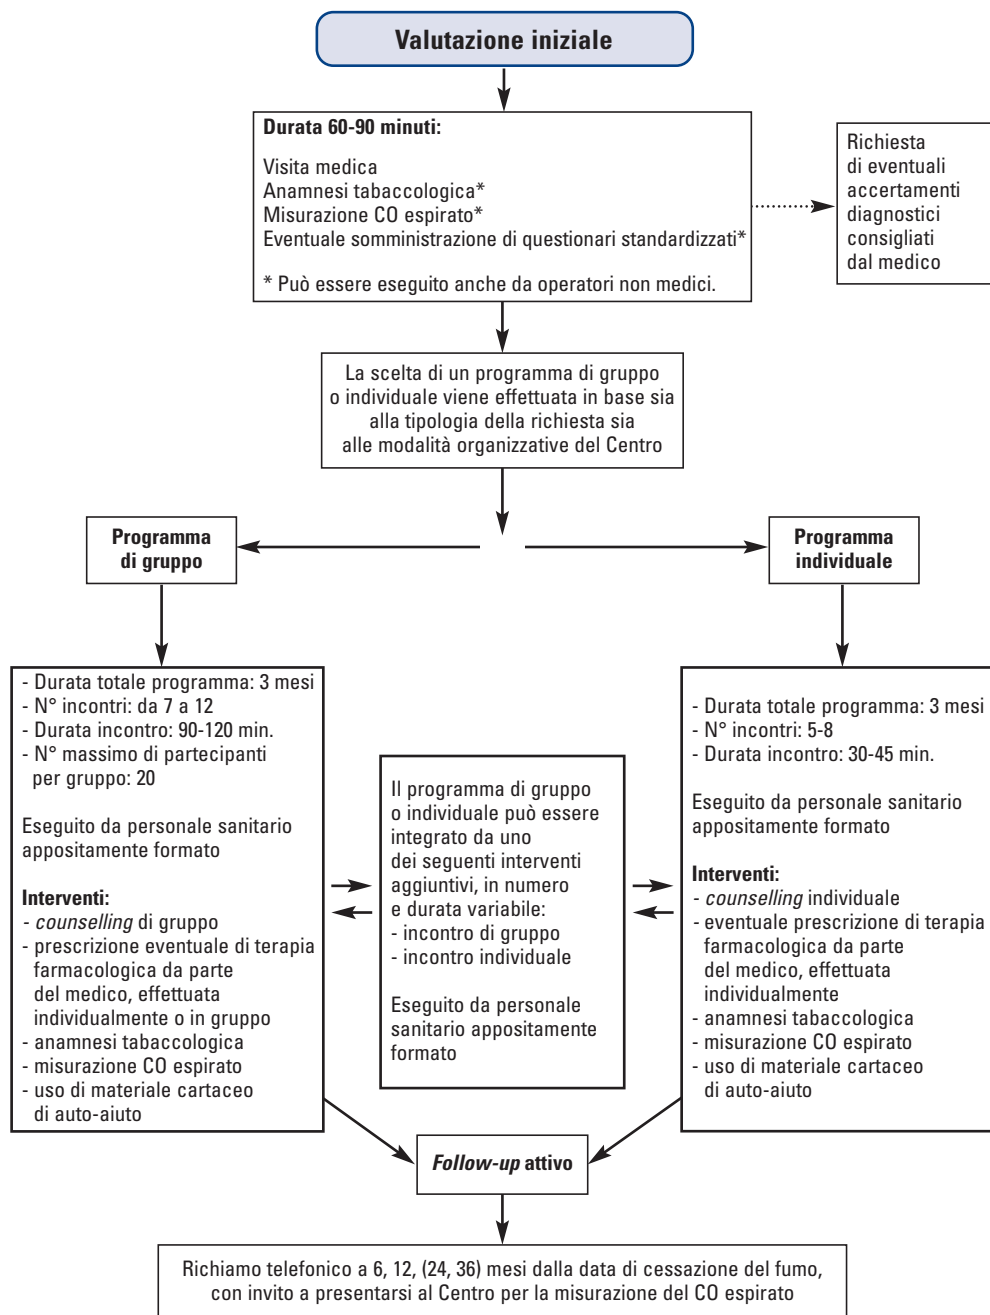 Valutazione iniziale
Durata 60-90 minuti:
Visita medica
Anamnesi tabaccologica*
Misurazione CO espirato*
Eventuale somministrazione di questionari standardizzati*
* Può essere eseguito anche da operatori non medici.
Richiesta
di eventuali
accertamenti
diagnostici
consigliati
dal medico
La scelta di un programma di gruppo
o individuale viene effettuata in base sia
alla tipologia della richiesta sia
alle modalità organizzative del Centro
Programma
di gruppo
Programma
individuale
- Durata totale programma: 3 mesi
- N° incontri: da 7 a 12
- Durata incontro: 90-120 min.
- N° massimo di partecipanti
per gruppo: 20
Eseguito da personale sanitario
appositamente formato
Interventi:
- counselling di gruppo
- prescrizione eventuale di terapia
farmacologica da parte
del medico, effettuata
individualmente o in gruppo
- anamnesi tabaccologica
- misurazione CO espirato
- uso di materiale cartaceo
di auto-aiuto
Il programma di gruppo
o individuale può essere
integrato da uno
dei seguenti interventi
aggiuntivi, in numero
e durata variabile:
- incontro di gruppo
- incontro individuale
Eseguito da personale
sanitario appositamente
formato
- Durata totale programma: 3 mesi
- N° incontri: 5-8
- Durata incontro: 30-45 min.
Eseguito da personale sanitario
appositamente formato
Interventi:
- counselling individuale
- eventuale prescrizione di terapia
farmacologica da parte
del medico, effettuata
individualmente
- anamnesi tabaccologica
- misurazione CO espirato
- uso di materiale cartaceo
di auto-aiuto
Follow-up attivo
Richiamo telefonico a 6, 12, (24, 36) mesi dalla data di cessazione del fumo,
con invito a presentarsi al Centro per la misurazione del CO espirato